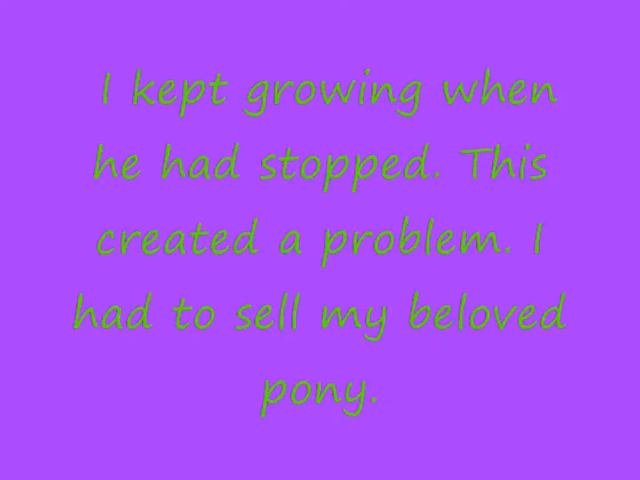 I kept growing when
he had stopped. This
created a problem. I
had to sell my beloved
pony.